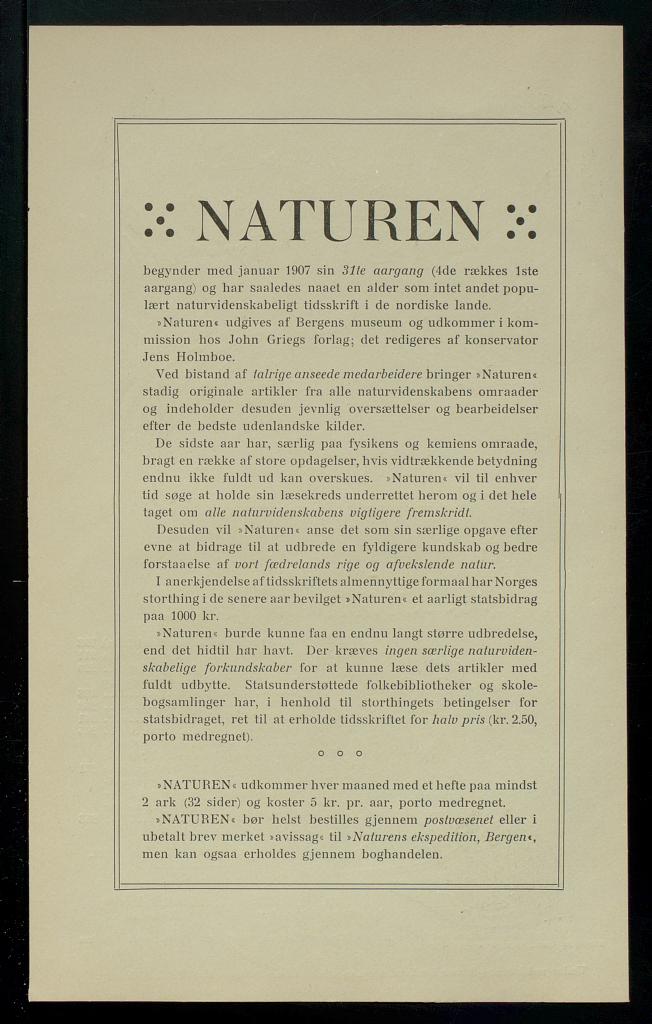 NATUREN
begynder med januar 1907 sin 31te aargang (4de rækkes 1ste
aargang) og har saaledes naaet en alder som intet andet popu-
lært naturvidenskabeligt tidsskrift i de nordiske lande.
»Naturen« udgives af Bergens museum og udkommer i kom-
mission hos John Griegs forlag; det redigeres af konservator
Jens Holmboe.
Ved bistand af talrige anseede medarbeidere bringer »Naturen«
stadig originale artikler fra alle naturvidenskabens omraader
og indeholder desuden jevnlig oversættelser og bearbeidelser
efter de bedste udenlandske kilder.
De sidste aar har, særlig paa fysikens og kemiens omraade,
bragt en række af store opdagelser, hvis vidtrækkende betydning
endnu ikke fuldt ud kan overskues. »Naturen« vil til enhver
tid søge at holde sin læsekreds underrettet herom og i det hele
taget om alle naturvidenskabens vigtigere fremskridt.
Desuden vil »Naturen« anse det som sin særlige opgave efter
evne at bidrage til at udbrede en fyldigere kundskab og bedre
forstaaelse af vort fædrelands rige og afvekslende natur.
I anerkjendelse af tidsskriftets almennyttige formaal har Norges
storthing i de senere aar bevilget »Naturen« et aarligt statsbidrag
paa 1000 kr.
»Naturen« burde kunne faa en endnu langt større udbredelse,
end det hidtil har havt. Der kræves ingen særlige naturviden-
skabelige forkundskaber for at kunne læse dets artikler med
fuldt udbytte. Statsunderstøttede folkebibliotheker og skole-
bogsamlinger har, i henhold til storthingets betingelser for
statsbidraget, ret til at erholde tidsskriftet for halv pris (kr. 2.50,
porto medregnet).
»NATUREN« udkommer hver maaned med et hefte paa mindst
2 ark (32 sider) og koster 5 kr. pr. aar, porto medregnet.
»NATUREN« bør helst bestilles gjennem postvæsenet eller i
ubetalt brev merket »avissag« til »Naturens ekspedition, Bergen«,
men kan ogsaa erholdes gjennem boghandelen.